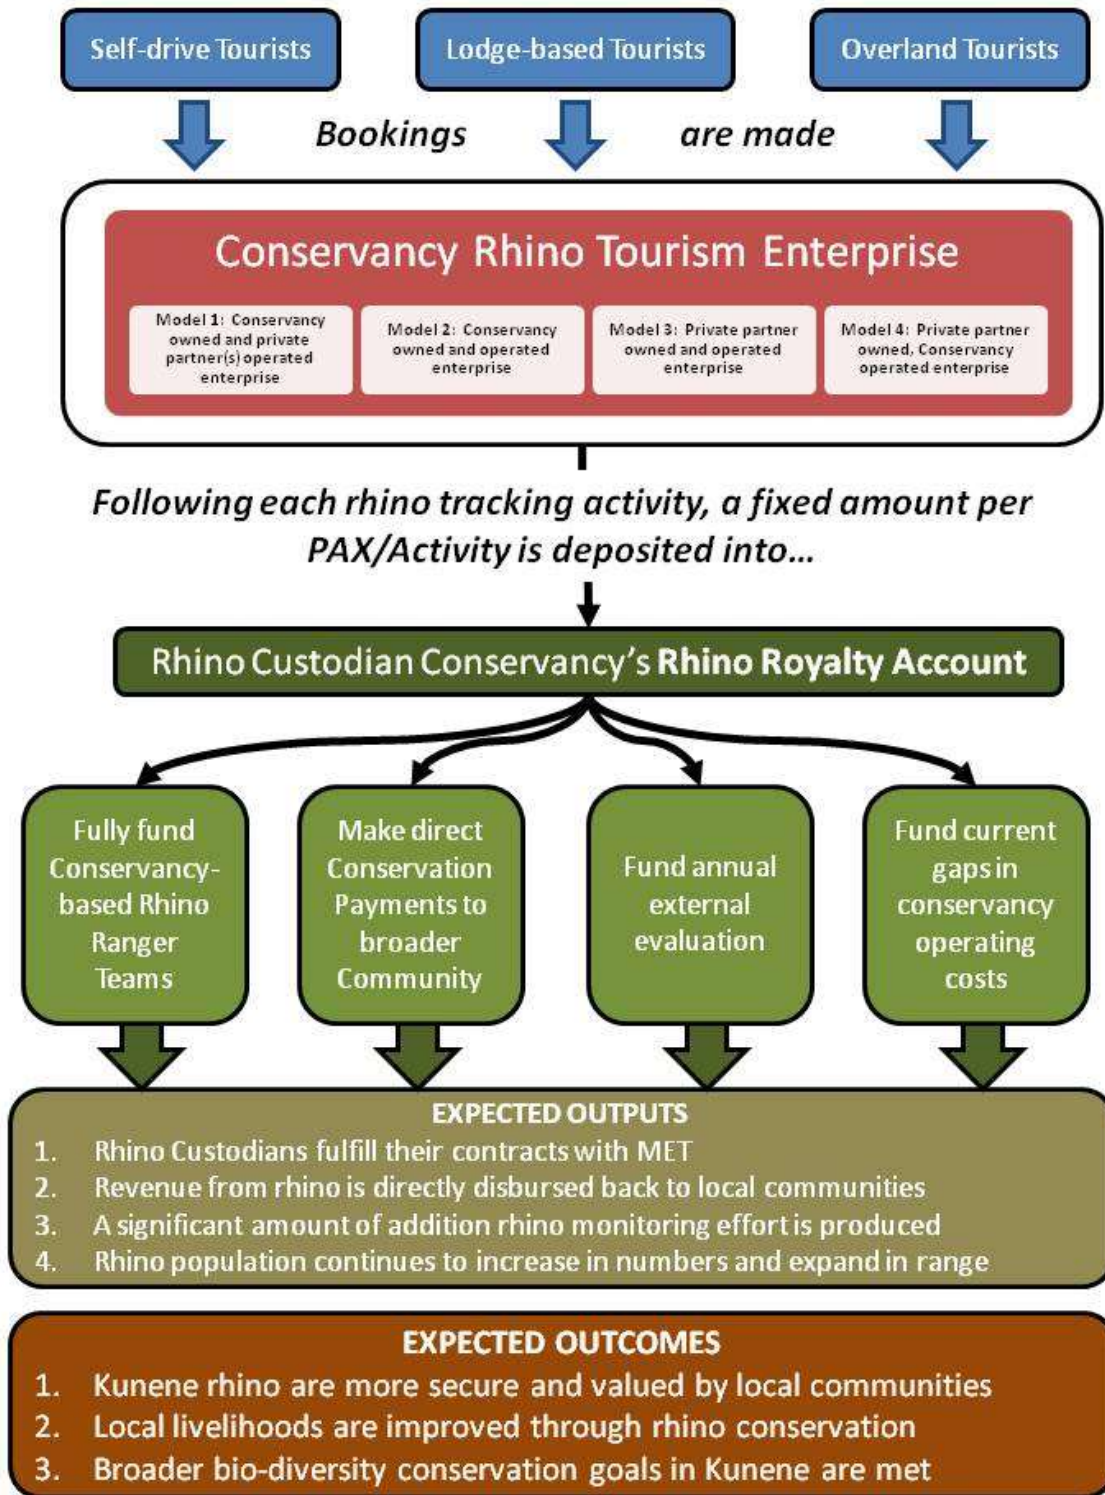 Self-drive Tourists
Lodge-based Tourists
Overland Tourists
Bookings are made
Conservancy Rhino Tourism Enterprise
Model 1: Conservancy
owned and private
partner(s) operated
enterprise
Model 2: Conservancy
owned and operated
enterprise
Model 3: Private partner
owned and operated
enterprise
Model 4: Private partner
owned, Conservancy
operated enterprise
Following each rhino tracking activity, a fixed amount per
PAX/Activity is deposited into...
Rhino Custodian Conservancy's Rhino Royalty Account
Fully fund
Conservancy-
based Rhino
Ranger
Teams
Make direct
Conservation
Payments to
broader
Community
Fund annual
external
evaluation
Fund current
gaps in
conservancy
operating
costs
EXPECTED OUTPUTS
1. Rhino Custodians fulfill their contracts with MET
2. Revenue from rhino is directly disbursed back to local communities
3. A significant amount of addition rhino monitoring effort is produced
4. Rhino population continues to increase in numbers and expand in range
EXPECTED OUTCOMES
1. Kunene rhino are more secure and valued by local communities
2. Local livelihoods are improved through rhino conservation
3. Broader bio-diversity conservation goals in Kunene are met